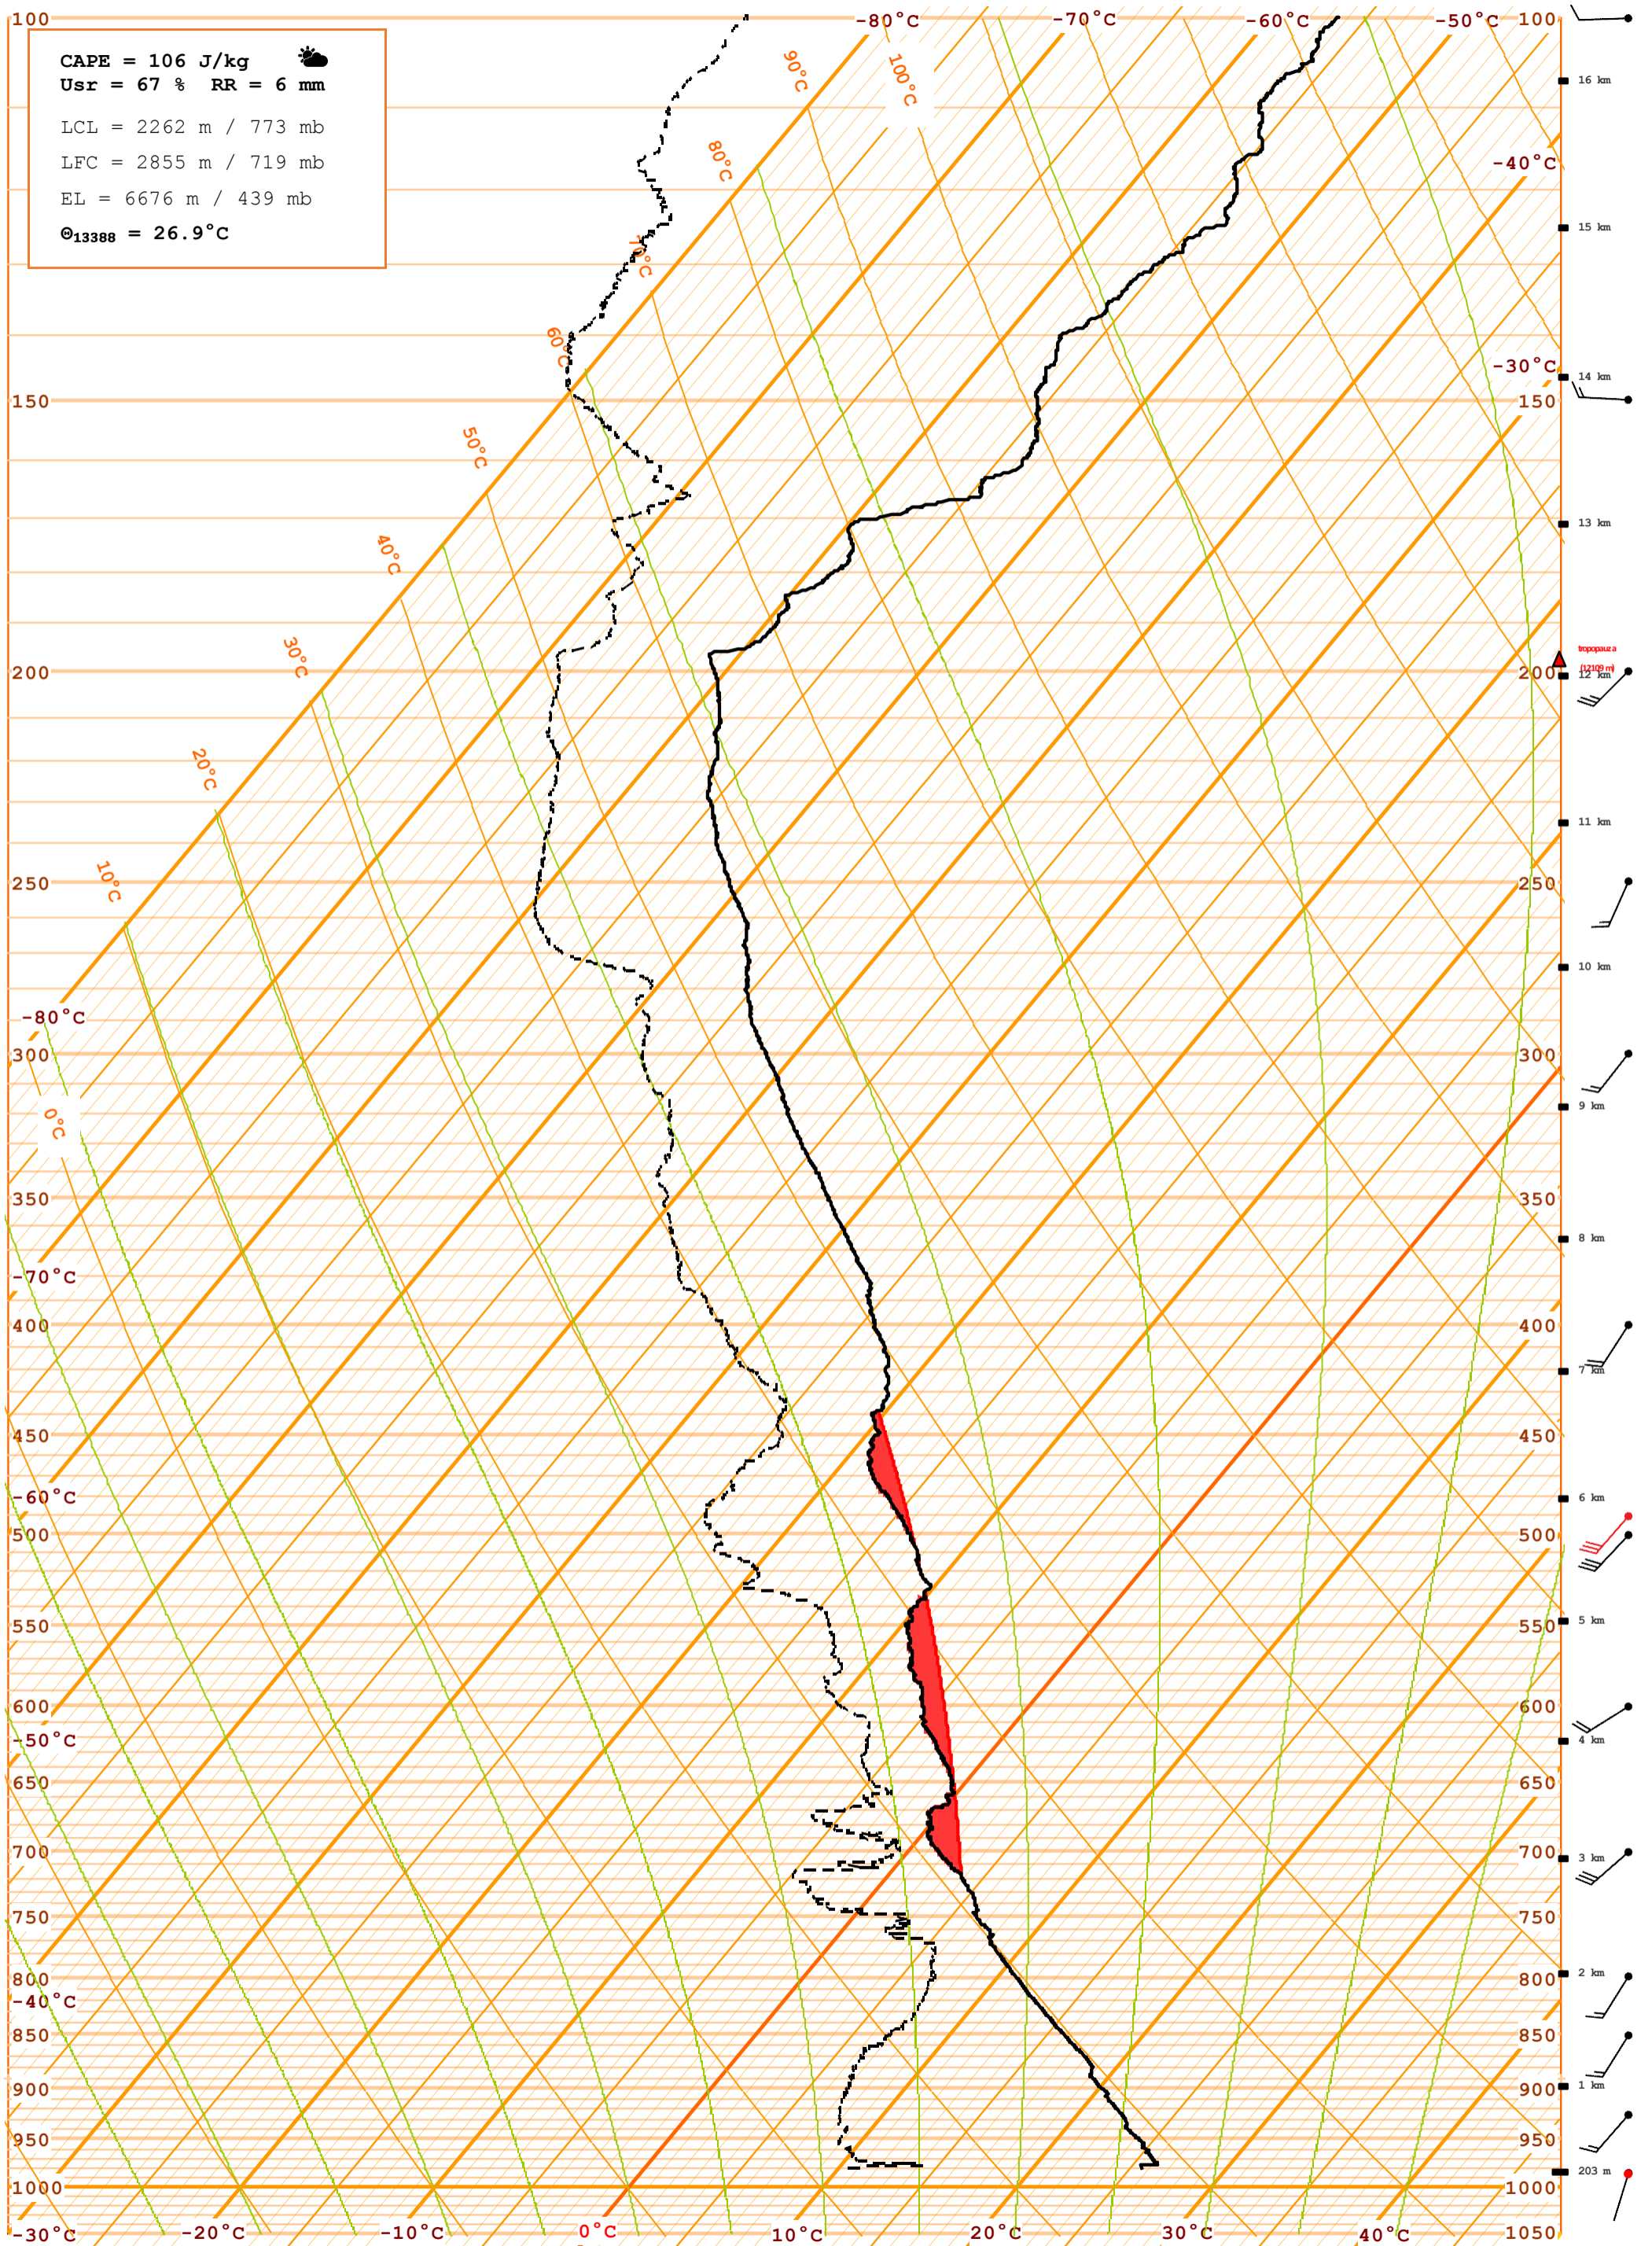 100 -80°C -70°C -60°C -50°C 100
CAPE = 106 J/kg
Usr = 67 % RR = 6 mm
LCL = 2262 m / 773 mb
LFC = 2855 m / 719 mb
EL = 6676 m / 439 mb
Θ13388 = 26.9°C
90°C 100°C
16 km
80°C
-40°C
70°C
15 km
60°C
-30°C
14 km
150 150
50°C
13 km
40°C
30°C
tropopauza
(12109 m)
200 200
12 km
20°C
11 km
10°C
250 250
10 km
-80°C
300 300
0°C
9 km
350 350
8 km
-70°C
400 400
7 km
450 450
-60°C
6 km
500 500
5 km
550 550
600 600
-50°C
4 km
650 650
700 700
3 km
750 750
2 km
800 800
-40°C
850 850
1 km
900 900
950 950
203 m
1000 1000
-30°C -20°C -10°C 0°C 10°C 20°C 30°C 40°C 1050